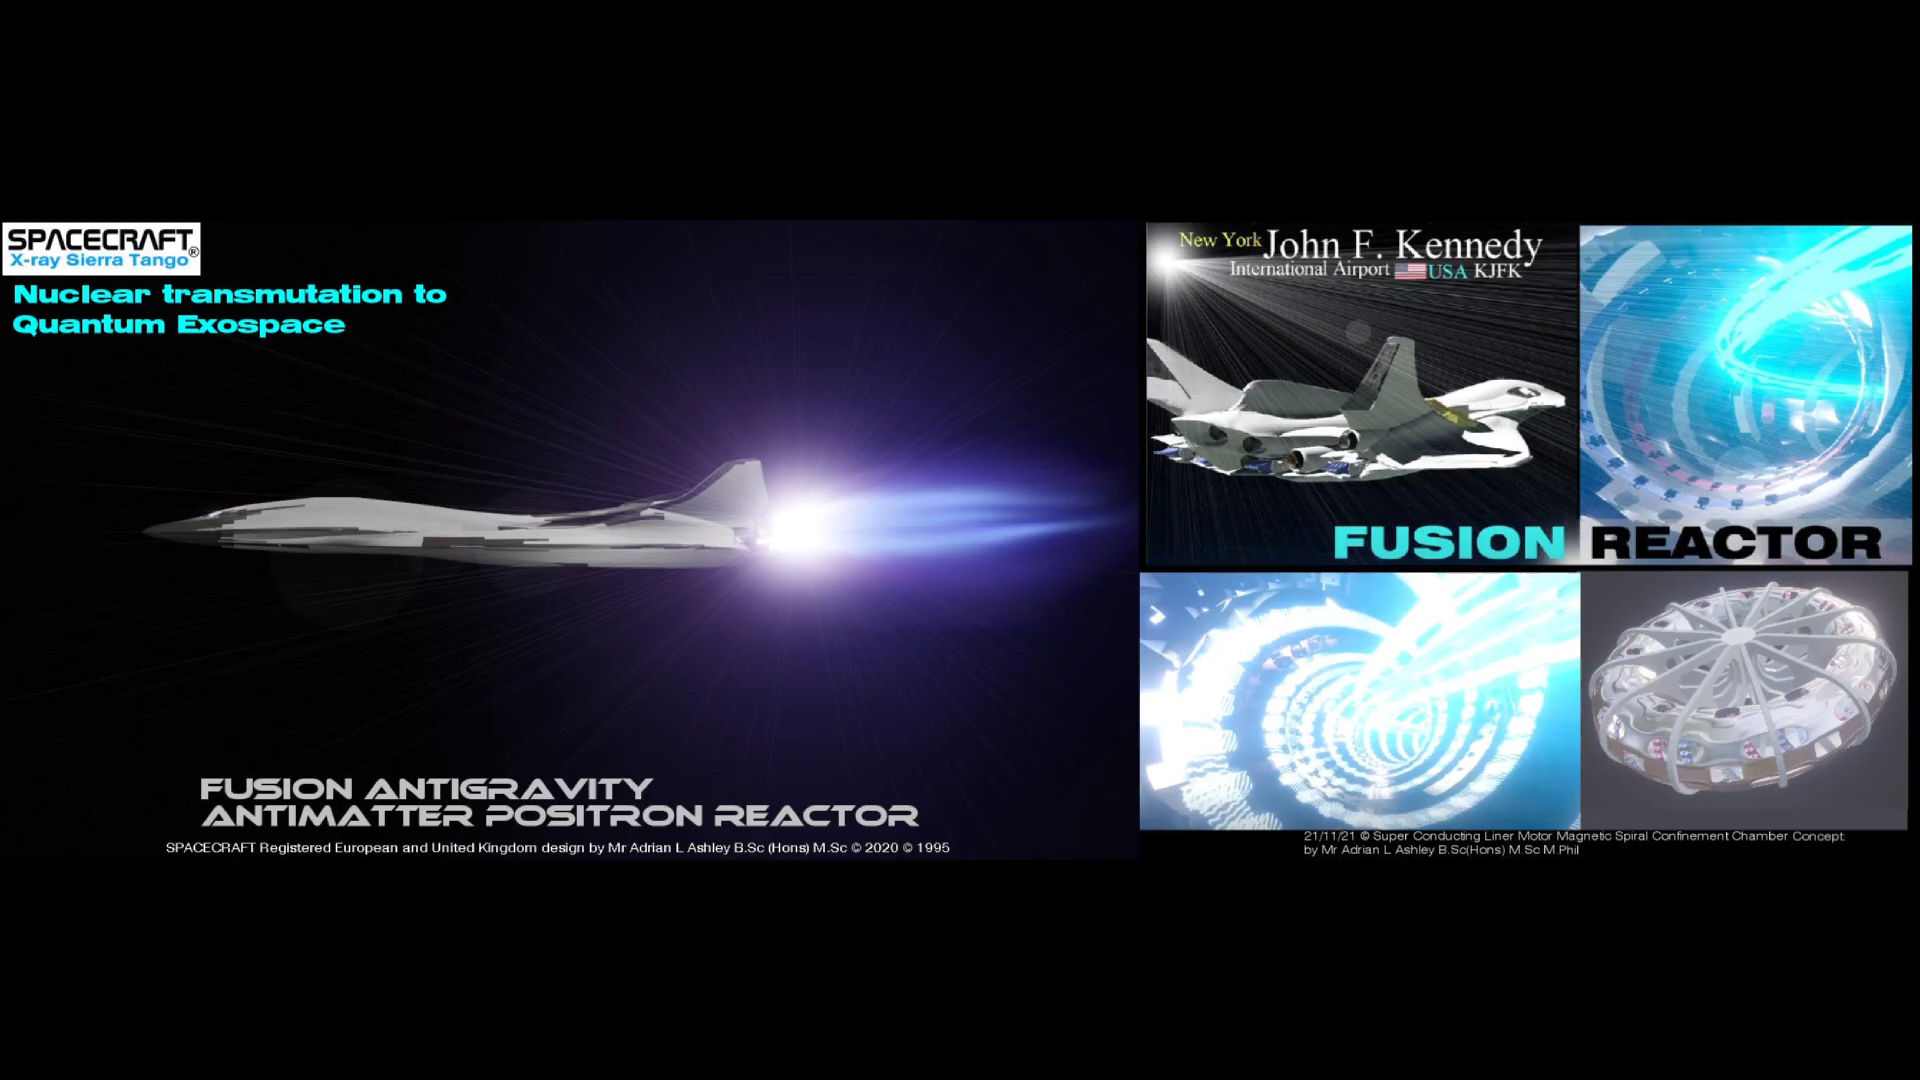 SPACECRAFT®
X-ray Sierra Tango
Nuclear transmutation to
Quantum Exospace
FUSION ANTIGRAVITY
ANTIMATTER POSITRON REACTOR
SPACECRAFT Registered European and United Kingdom design by Mr Adrian L Ashley B.Sc (Hons) M.Sc © 2020 © 1995
New York John F. Kennedy
International Airport USA KJFK
FUSION REACTOR
21/11/21 © Super Conducting Liner Motor Magnetic Spiral Confinement Chamber Concept:
by Mr Adrian L Ashley B.Sc(Hons) M.Sc M.Phil